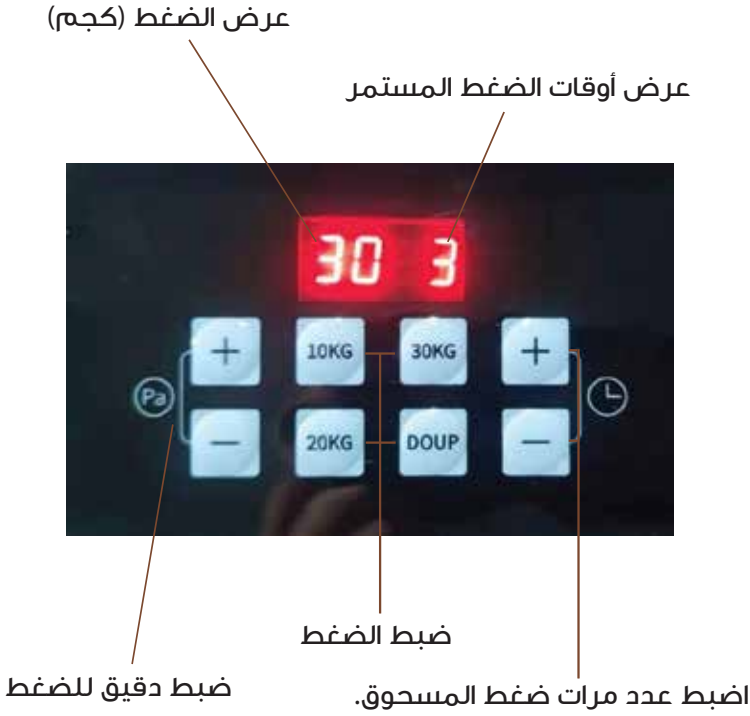 عرض الضغط (كجم)
عرض أوقات الضغط المستمر
30 3
+ 10KG 30KG +
Pa
- 20KG DOUP -
ضبط الضغط
ضبط دقيق للضغط
اضبط عدد مرات ضغط المسحوق.